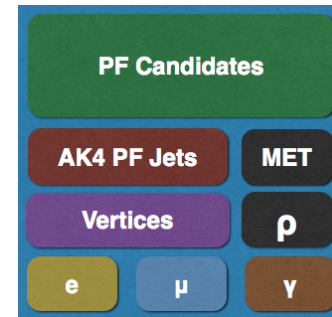 PF Candidates
AK4 PF Jets MET
Vertices ρ
e μ γ